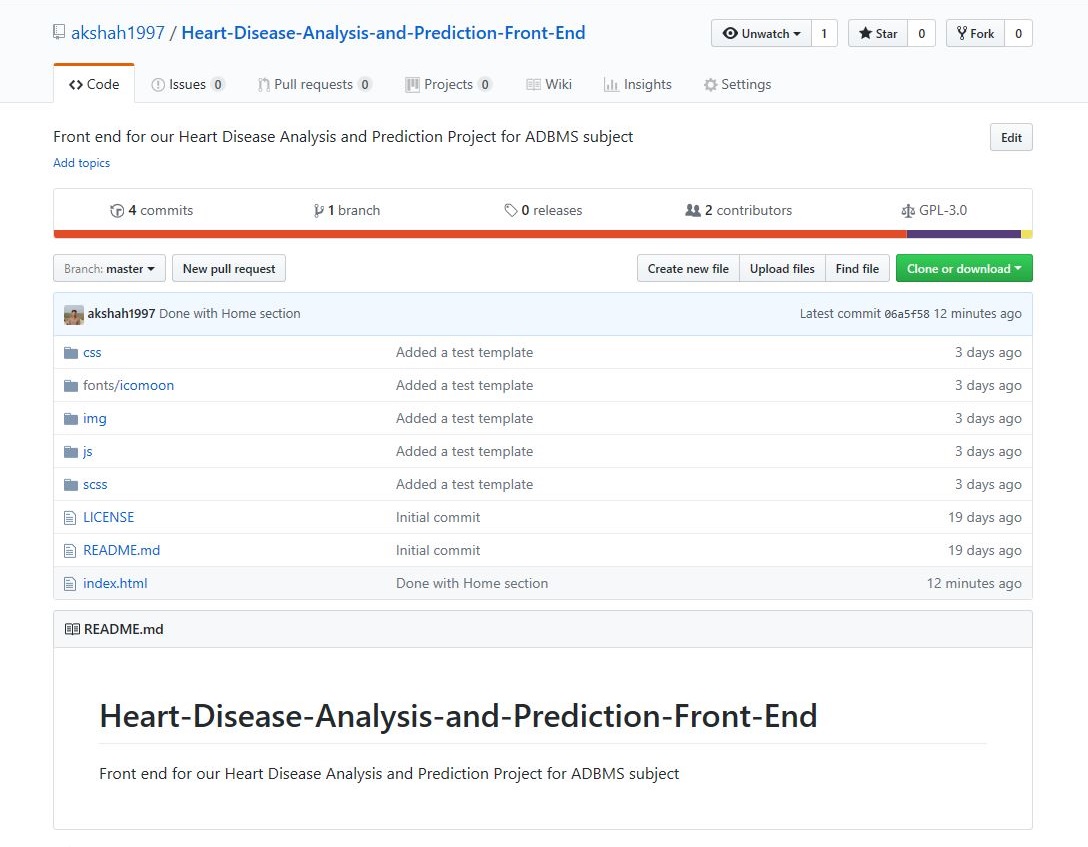 akshah1997 / Heart-Disease-Analysis-and-Prediction-Front-End Unwatch 1 Star 0 Fork 0
Code Issues 0 Pull requests 0 Projects 0 Wiki Insights Settings
Front end for our Heart Disease Analysis and Prediction Project for ADBMS subject Edit
Add topics
4 commits 1 branch 0 releases 2 contributors GPL-3.0
Branch: master New pull request Create new file Upload files Find file Clone or download
akshah1997 Done with Home section Latest commit 06a5f58 12 minutes ago
css Added a test template 3 days ago
fonts/icomoon Added a test template 3 days ago
img Added a test template 3 days ago
js Added a test template 3 days ago
scss Added a test template 3 days ago
LICENSE Initial commit 19 days ago
README.md Initial commit 19 days ago
index.html Done with Home section 12 minutes ago
README.md
Heart-Disease-Analysis-and-Prediction-Front-End
Front end for our Heart Disease Analysis and Prediction Project for ADBMS subject